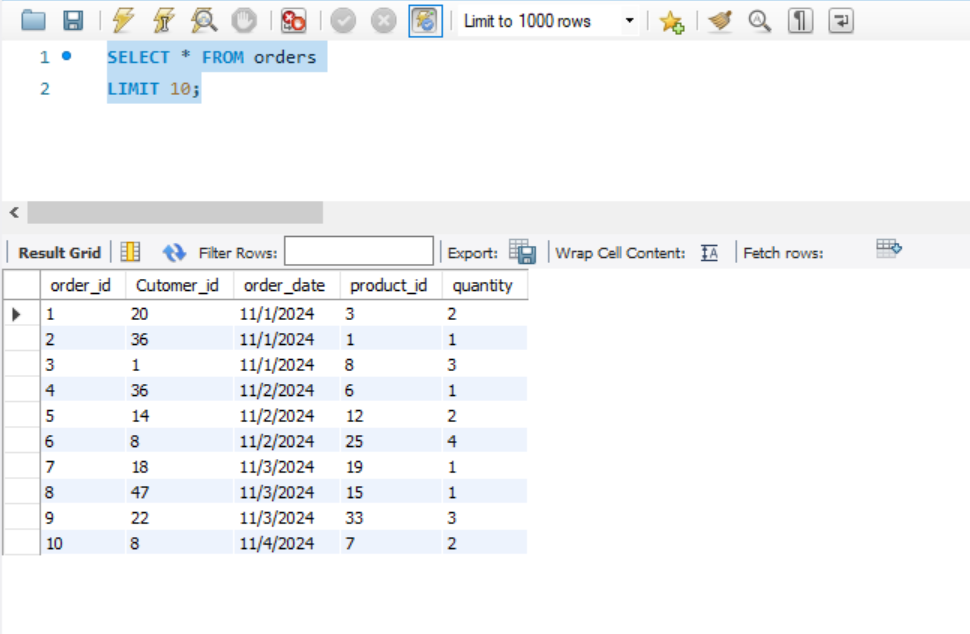 Limit to 1000 rows
1 SELECT * FROM orders
2 LIMIT 10;
Result Grid Filter Rows: Export: Wrap Cell Content: Fetch rows:
order_id Cutomer_id order_date product_id quantity
1 20 11/1/2024 3 2
2 36 11/1/2024 1 1
3 1 11/1/2024 8 3
4 36 11/2/2024 6 1
5 14 11/2/2024 12 2
6 8 11/2/2024 25 4
7 18 11/3/2024 19 1
8 47 11/3/2024 15 1
9 22 11/3/2024 33 3
10 8 11/4/2024 7 2